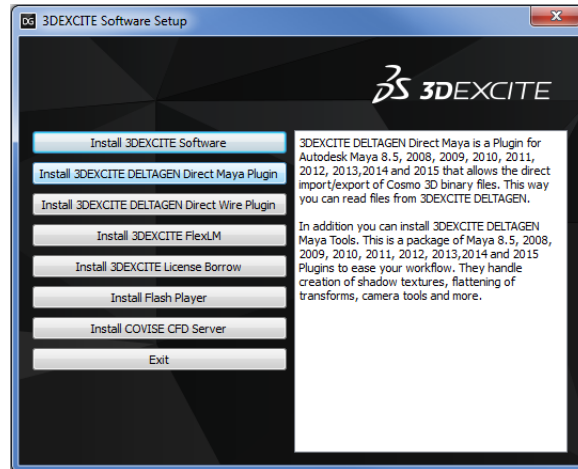 DG 3DEXCITE Software Setup
3DEXCITE
Install 3DEXCITE Software
Install 3DEXCITE DELTAGEN Direct Maya Plugin
Install 3DEXCITE DELTAGEN Direct Wire Plugin
Install 3DEXCITE FlexLM
Install 3DEXCITE License Borrow
Install Flash Player
Install COVISE CFD Server
Exit
3DEXCITE DELTAGEN Direct Maya is a Plugin for
Autodesk Maya 8.5, 2008, 2009, 2010, 2011,
2012, 2013,2014 and 2015 that allows the direct
import/export of Cosmo 3D binary files. This way
you can read files from 3DEXCITE DELTAGEN.
In addition you can install 3DEXCITE DELTAGEN
Maya Tools. This is a package of Maya 8.5, 2008,
2009, 2010, 2011, 2012, 2013,2014 and 2015
Plugins to ease your workflow. They handle
creation of shadow textures, flattening of
transforms, camera tools and more.